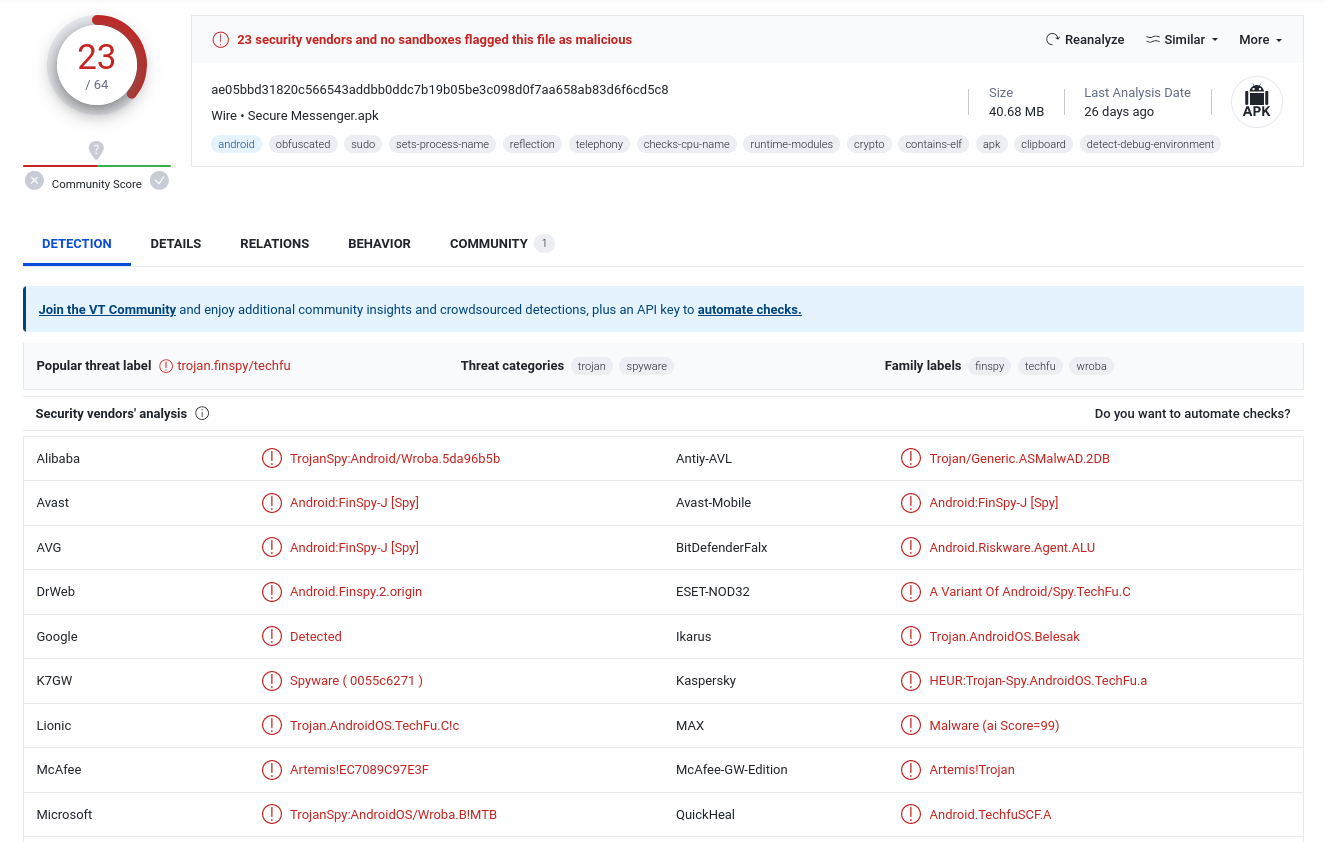 23
/ 64
Community Score
23 security vendors and no sandboxes flagged this file as malicious
Reanalyze
Similar
More
ae05bbd31820c566543addbb0ddc7b19b05be3c098d0f7aa658ab83d6f6cd5c8
Wire • Secure Messenger.apk
Size
40.68 MB
Last Analysis Date
26 days ago
APK
android obfuscated sudo sets-process-name reflection telephony checks-cpu-name runtime-modules crypto contains-elf apk clipboard detect-debug-environment
DETECTION DETAILS RELATIONS BEHAVIOR COMMUNITY 1
Join the VT Community and enjoy additional community insights and crowdsourced detections, plus an API key to automate checks.
Popular threat label trojan.finspy/techfu Threat categories trojan spyware Family labels finspy techfu wroba
Security vendors' analysis Do you want to automate checks?
Alibaba TrojanSpy:Android/Wroba.5da96b5b Antiy-AVL Trojan/Generic.ASMalwAD.2DB
Avast Android:FinSpy-J [Spy] Avast-Mobile Android:FinSpy-J [Spy]
AVG Android:FinSpy-J [Spy] BitDefenderFalx Android.Riskware.Agent.ALU
DrWeb Android.Finspy.2.origin ESET-NOD32 A Variant Of Android/Spy.TechFu.C
Google Detected Ikarus Trojan.AndroidOS.Belesak
K7GW Spyware ( 0055c6271 ) Kaspersky HEUR:Trojan-Spy.AndroidOS.TechFu.a
Lionic Trojan.AndroidOS.TechFu.C!c MAX Malware (ai Score=99)
McAfee Artemis!EC7089C97E3F McAfee-GW-Edition Artemis!Trojan
Microsoft TrojanSpy:AndroidOS/Wroba.B!MTB QuickHeal Android.TechfuSCF.A